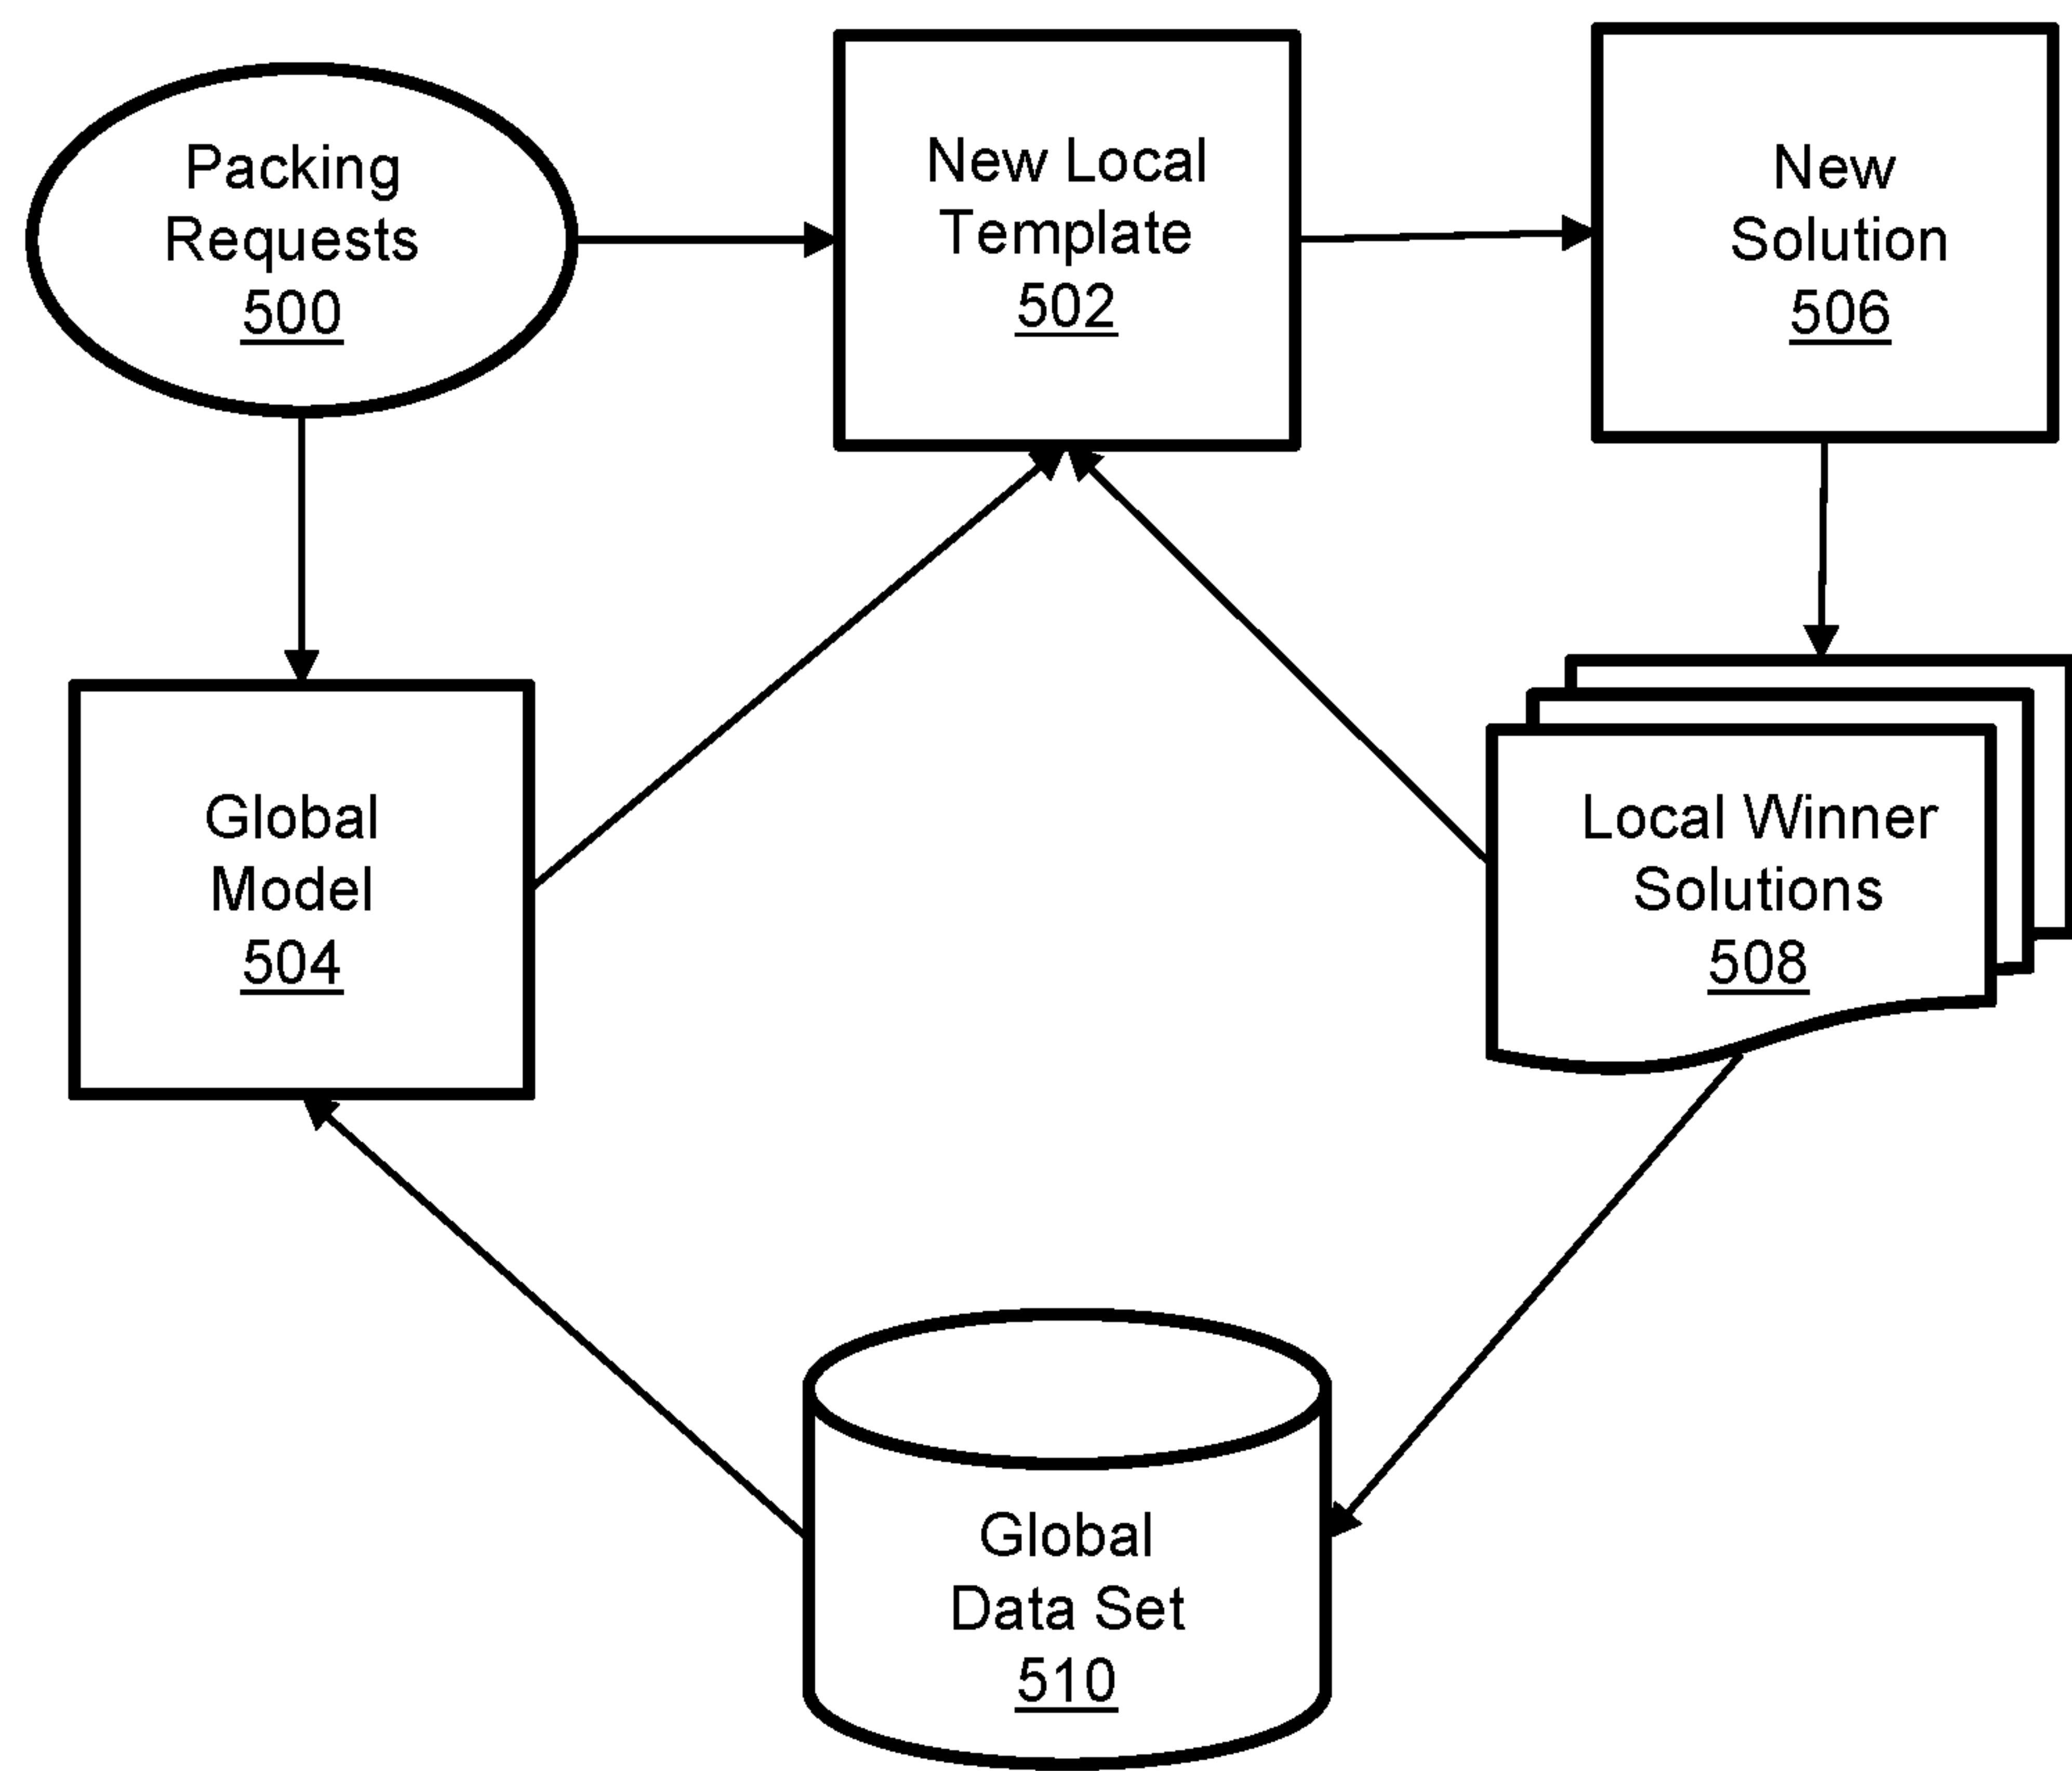 Packing
Requests
500
New Local
Template
502
New
Solution
506
Global
Model
504
Local Winner
Solutions
508
Global
Data Set
510